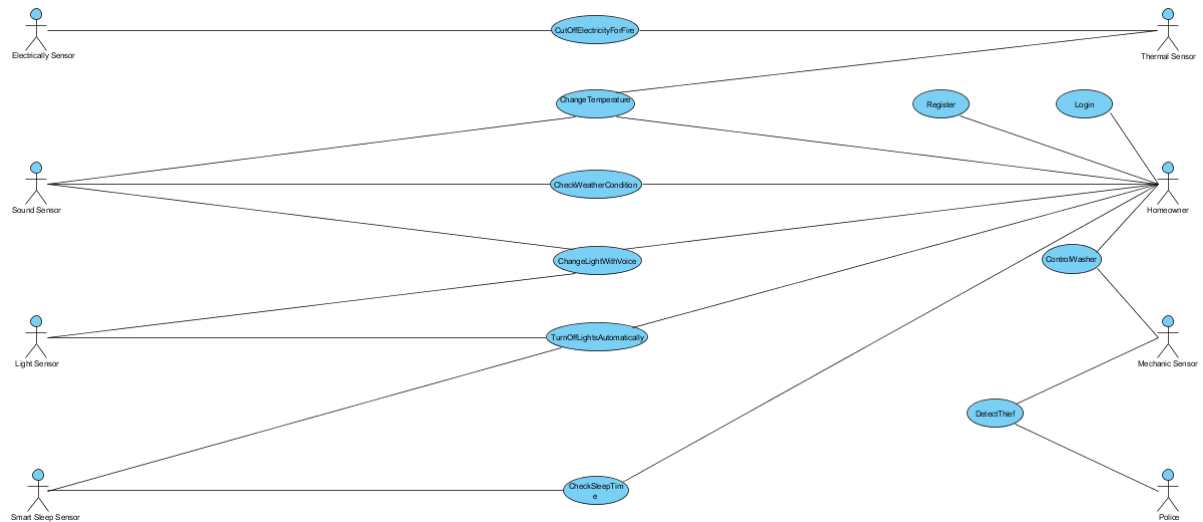 CutOffElectricityForFire
Electrically Sensor
Thermal Sensor
ChangeTemperature
Register
Login
CheckWeatherCondition
Sound Sensor
Homeowner
ChangeLightWithVoice
ControlWasher
TurnOffLightsAutomatically
Light Sensor
Mechanic Sensor
DetectThief
CheckSleepTim
e
Smart Sleep Sensor
Police